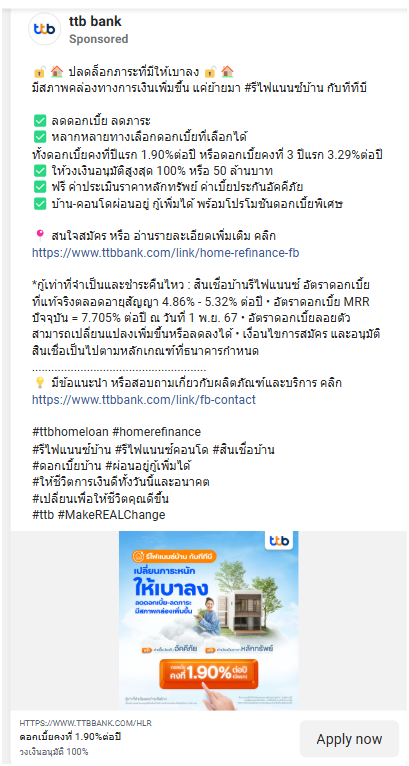 ttb
ttb bank
Sponsored
🔓 🏠 ปลดล็อกภาระที่มีให้เบาลง 🔓 🏠
มีสภาพคล่องทางการเงินเพิ่มขึ้น แค่ย้ายมา #รีไฟแนนซ์บ้าน กับทีทีบี
✅ ลดดอกเบี้ย ลดภาระ
✅ หลากหลายทางเลือกดอกเบี้ยที่เลือกได้
ทั้งดอกเบี้ยคงที่ปีแรก 1.90%ต่อปี หรือดอกเบี้ยคงที่ 3 ปีแรก 3.29%ต่อปี
✅ ให้วงเงินอนุมัติสูงสุด 100% หรือ 50 ล้านบาท
✅ ฟรี ค่าประเมินราคาหลักทรัพย์ ค่าเบี้ยประกันอัคคีภัย
✅ บ้าน-คอนโดผ่อนอยู่ กู้เพิ่มได้ พร้อมโปรโมชันดอกเบี้ยพิเศษ
📍 สนใจสมัคร หรือ อ่านรายละเอียดเพิ่มเติม คลิก
https://www.ttbbank.com/link/home-refinance-fb
*กู้เท่าที่จำเป็นและชำระคืนไหว : สินเชื่อบ้านรีไฟแนนซ์ อัตราดอกเบี้ย
ที่แท้จริงตลอดอายุสัญญา 4.86% - 5.32% ต่อปี • อัตราดอกเบี้ย MRR
ปัจจุบัน = 7.705% ต่อปี ณ วันที่ 1 พ.ย. 67 • อัตราดอกเบี้ยลอยตัว
สามารถเปลี่ยนแปลงเพิ่มขึ้นหรือลดลงได้ • เงื่อนไขการสมัคร และอนุมัติ
สินเชื่อเป็นไปตามหลักเกณฑ์ที่ธนาคารกำหนด
......................................................
💡 มีข้อแนะนำ หรือสอบถามเกี่ยวกับผลิตภัณฑ์และบริการ คลิก
https://www.ttbbank.com/link/fb-contact
#ttbhomeloan #homerefinance
#รีไฟแนนซ์บ้าน #รีไฟแนนซ์คอนโด #สินเชื่อบ้าน
#ดอกเบี้ยบ้าน #ผ่อนอยู่กู้เพิ่มได้
#ให้ชีวิตการเงินดีทั้งวันนี้และอนาคต
#เปลี่ยนเพื่อให้ชีวิตคุณดีขึ้น
#ttb #MakeREALChange
ttb
รีไฟแนนซ์บ้าน กับทีทีบี
เปลี่ยนภาระหนัก
ให้เบาลง
ลดดอกเบี้ย-ลดภาระ
มีสภาพคล่องเพิ่มขึ้น
ฟรี ค่าเบี้ยประกัน อัคคีภัย ฟรี ค่าประเมินราคา หลักทรัพย์
คงที่ 1.90% ต่อปี
HTTPS://WWW.TTBBANK.COM/HLR
ดอกเบี้ยคงที่ 1.90%ต่อปี
วงเงินอนุมัติ 100%
Apply now